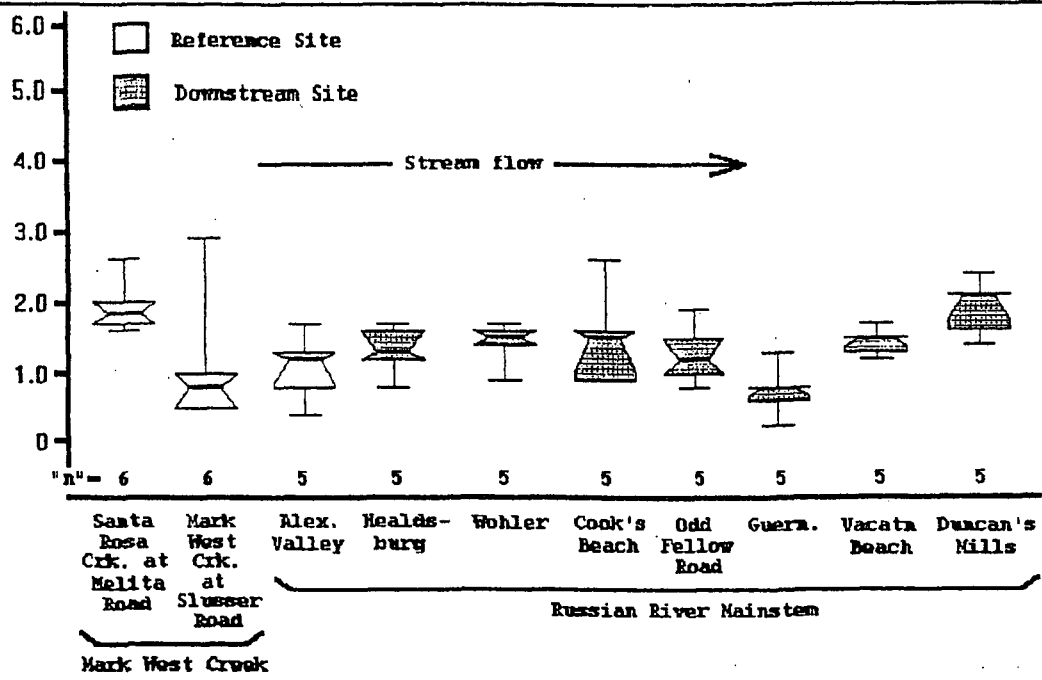 6.0
Reference Site
5.0
Downstream Site
4.0
Stream flow
3.0
2.0
1.0
0
"n"= 6 6 5 5 5 5 5 5 5 5
Santa Rosa Crk. at Melita Road
Mark West Crk. at Slusser Road
Alex. Valley
Healds-burg
Wohler
Cook's Beach
Odd Fellow Road
Guern.
Vacatn Beach
Duncan's Mills
Russian River Mainstem
Mark West Creek